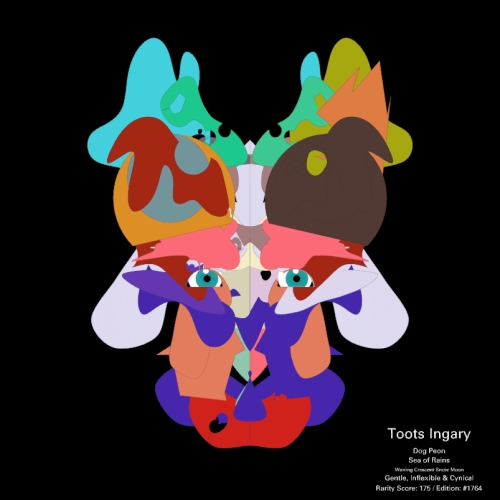 Toots Ingary
Dog Peon
Sea of Rains
Waning Crescent Snow Moon
Gentle, Inflexible & Cynical
Rarity Score: 175 / Edition: #1764